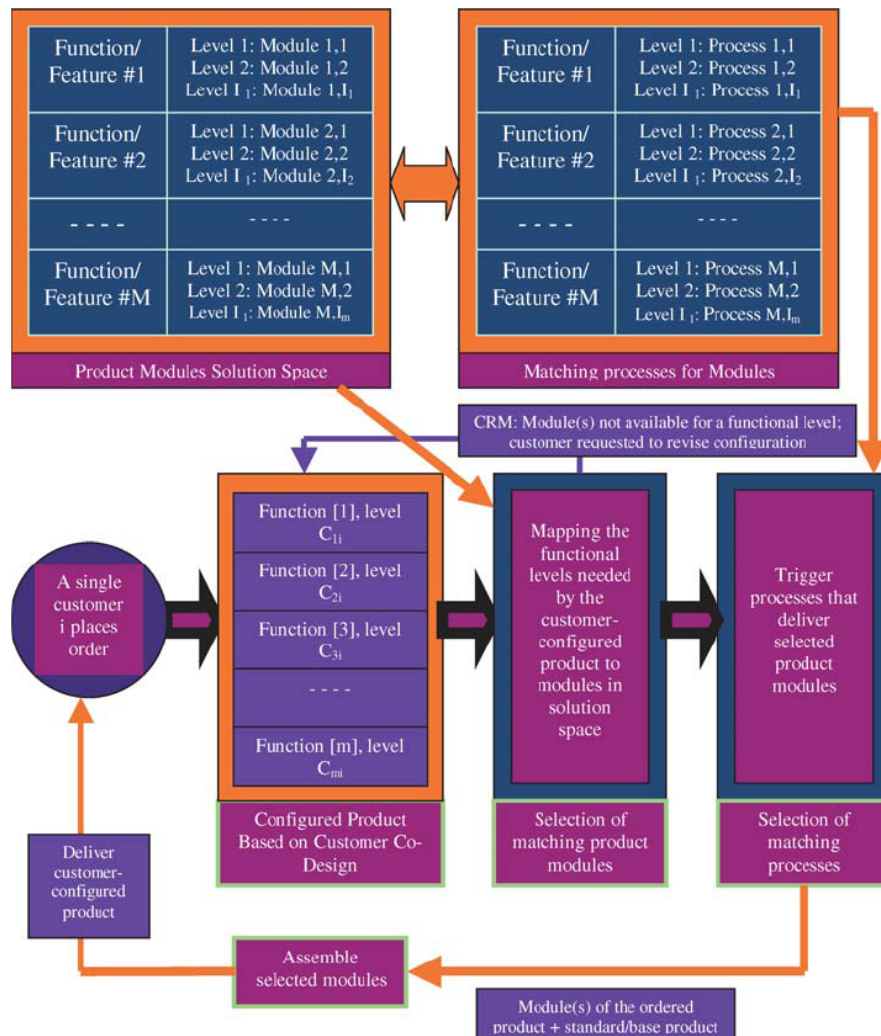 Function/
Feature #1
Level 1: Module 1,1
Level 2: Module 1,2
Level I 1: Module 1,I1
Function/
Feature #2
Level 1: Module 2,1
Level 2: Module 2,2
Level I 1: Module 2,I2
- - - -
- - - -
Function/
Feature #M
Level 1: Module M,1
Level 2: Module M,2
Level I 1: Module M,Im
Product Modules Solution Space
Function/
Feature #1
Level 1: Process 1,1
Level 2: Process 1,2
Level I 1: Process 1,I1
Function/
Feature #2
Level 1: Process 2,1
Level 2: Process 2,2
Level I 1: Process 2,I2
- - - -
- - - -
Function/
Feature #M
Level 1: Process M,1
Level 2: Process M,2
Level I 1: Process M,Im
Matching processes for Modules
CRM: Module(s) not available for a functional level;
customer requested to revise configuration
A single
customer
i places
order
Function [1], level
C1i
Function [2], level
C2i
Function [3], level
C3i
- - - -
Function [m], level
Cmi
Configured Product
Based on Customer Co-
Design
Mapping the
functional
levels needed
by the
customer-
configured
product to
modules in
solution
space
Selection of
matching product
modules
Trigger
processes that
deliver
selected
product
modules
Selection of
matching
processes
Deliver
customer-
configured
product
Assemble
selected modules
Module(s) of the ordered
product + standard/base product